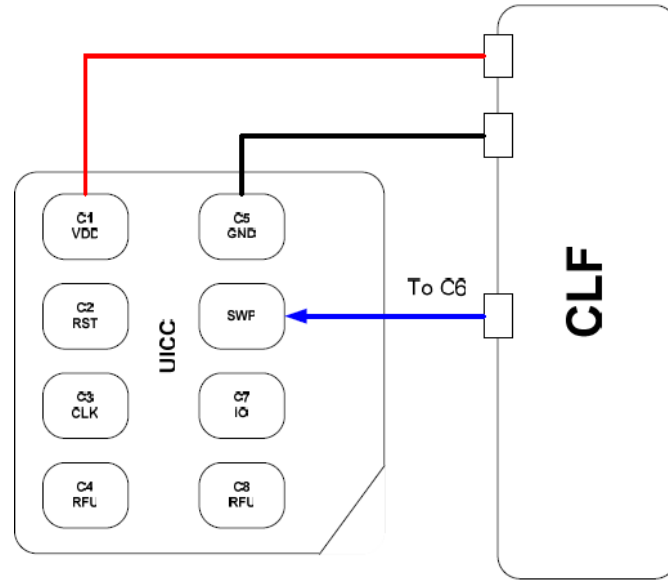 C1
VDD
C5
GND
To C6
C2
RST
SWP
UICC
CLF
C3
CLK
C7
IO
C4
RFU
C8
RFU